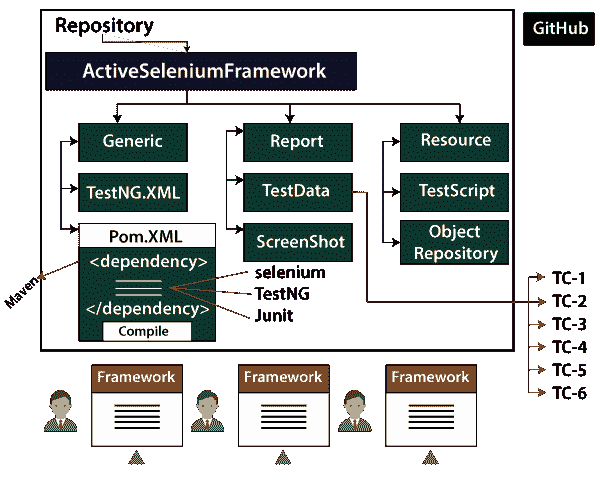 Repository
GitHub
ActiveSeleniumFramework
Generic
Report
Resource
TestNG.XML
TestData
TestScript
Pom.XML
ScreenShot
Object
Repository
<dependency>
selenium
TestNG
Junit
</dependency>
Compile
Maven
TC-1
TC-2
TC-3
TC-4
TC-5
TC-6
Framework
Framework
Framework